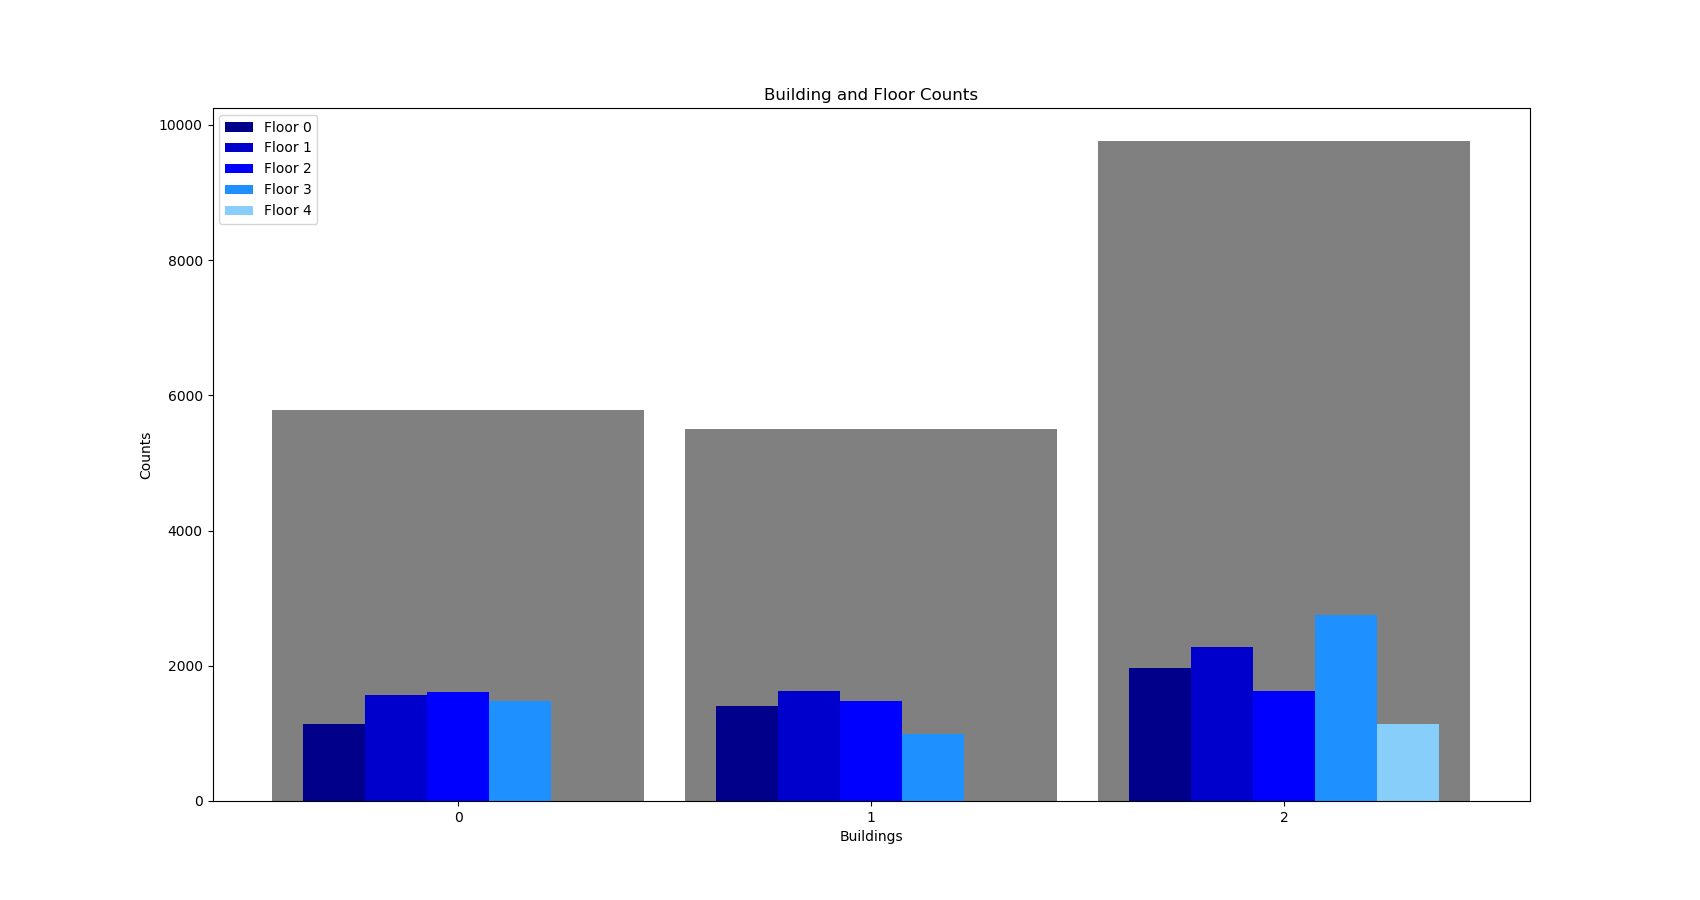 Building and Floor Counts
Floor 0
Floor 1
Floor 2
Floor 3
Floor 4
10000
8000
6000
4000
2000
0
Counts
0 1 2
Buildings